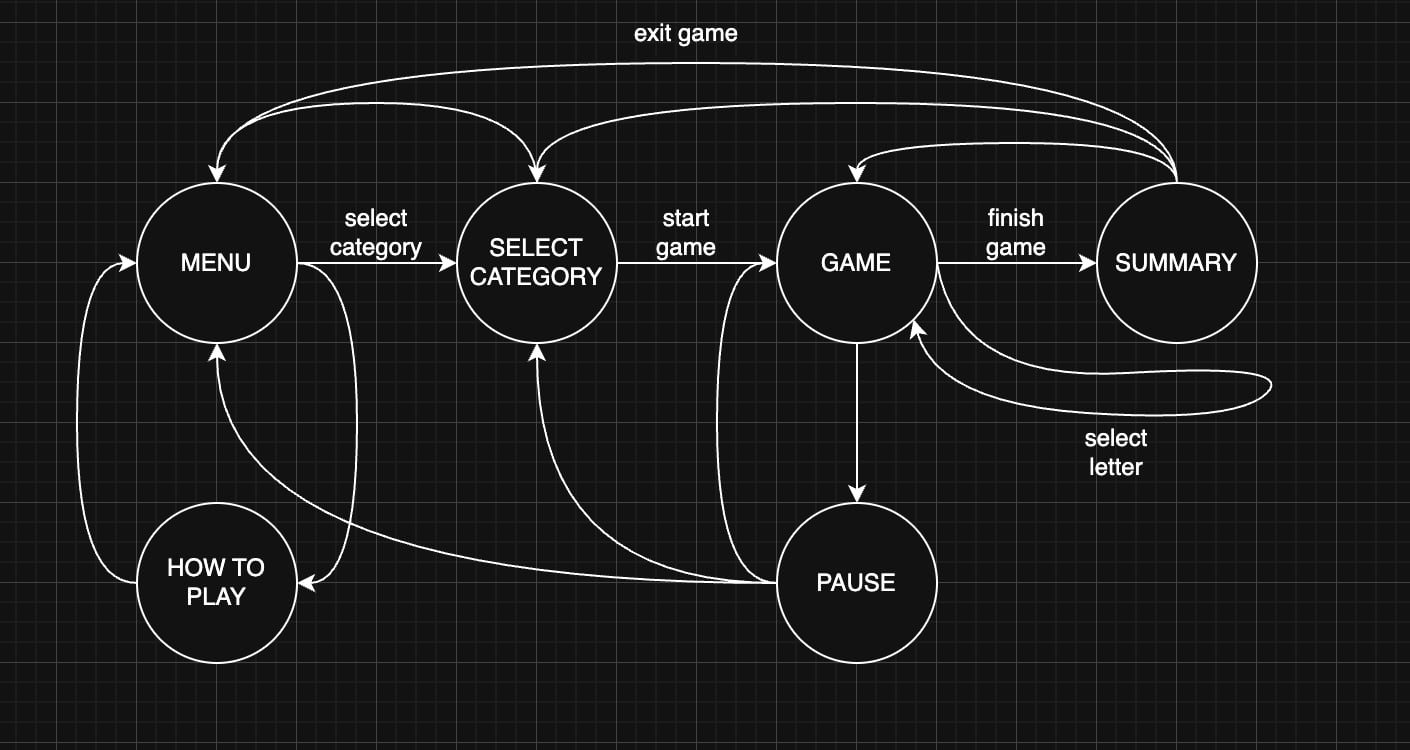 exit game
select
category
start
game
finish
game
MENU
SELECT
CATEGORY
GAME
SUMMARY
select
letter
HOW TO
PLAY
PAUSE